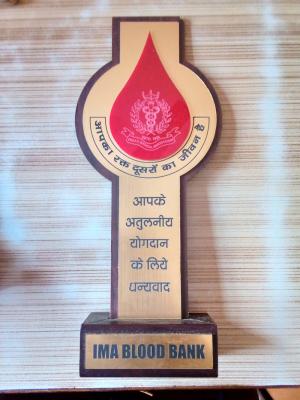 आपका रक्त दूसरों का जीवन है
आपके
अतुलनीय
योगदान
के लिये
धन्यवाद
IMA BLOOD BANK